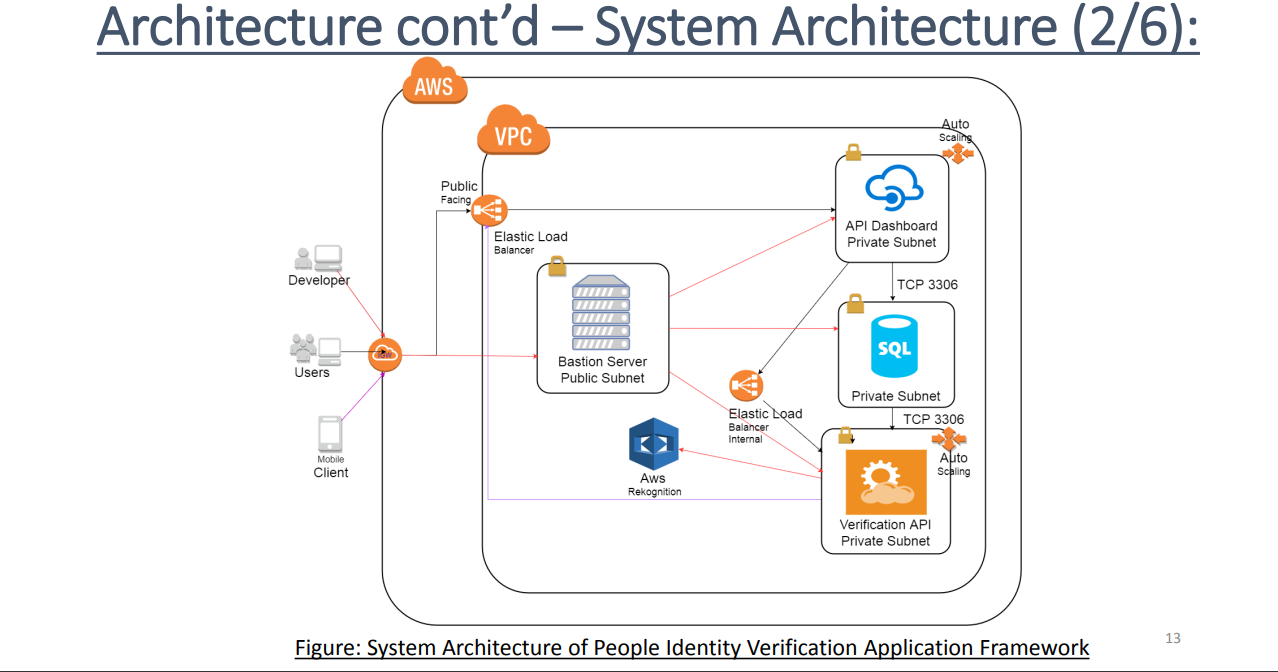 Architecture cont’d – System Architecture (2/6):
AWS
VPC
Auto
Scaling
Public
Facing
Elastic Load
Balancer
API Dashboard
Private Subnet
Developer
TCP 3306
Users
Bastion Server
Public Subnet
SQL
Private Subnet
Elastic Load
Balancer
Internal
TCP 3306
Mobile
Client
Aws
Rekognition
Auto
Scaling
Verification API
Private Subnet
Figure: System Architecture of People Identity Verification Application Framework
13